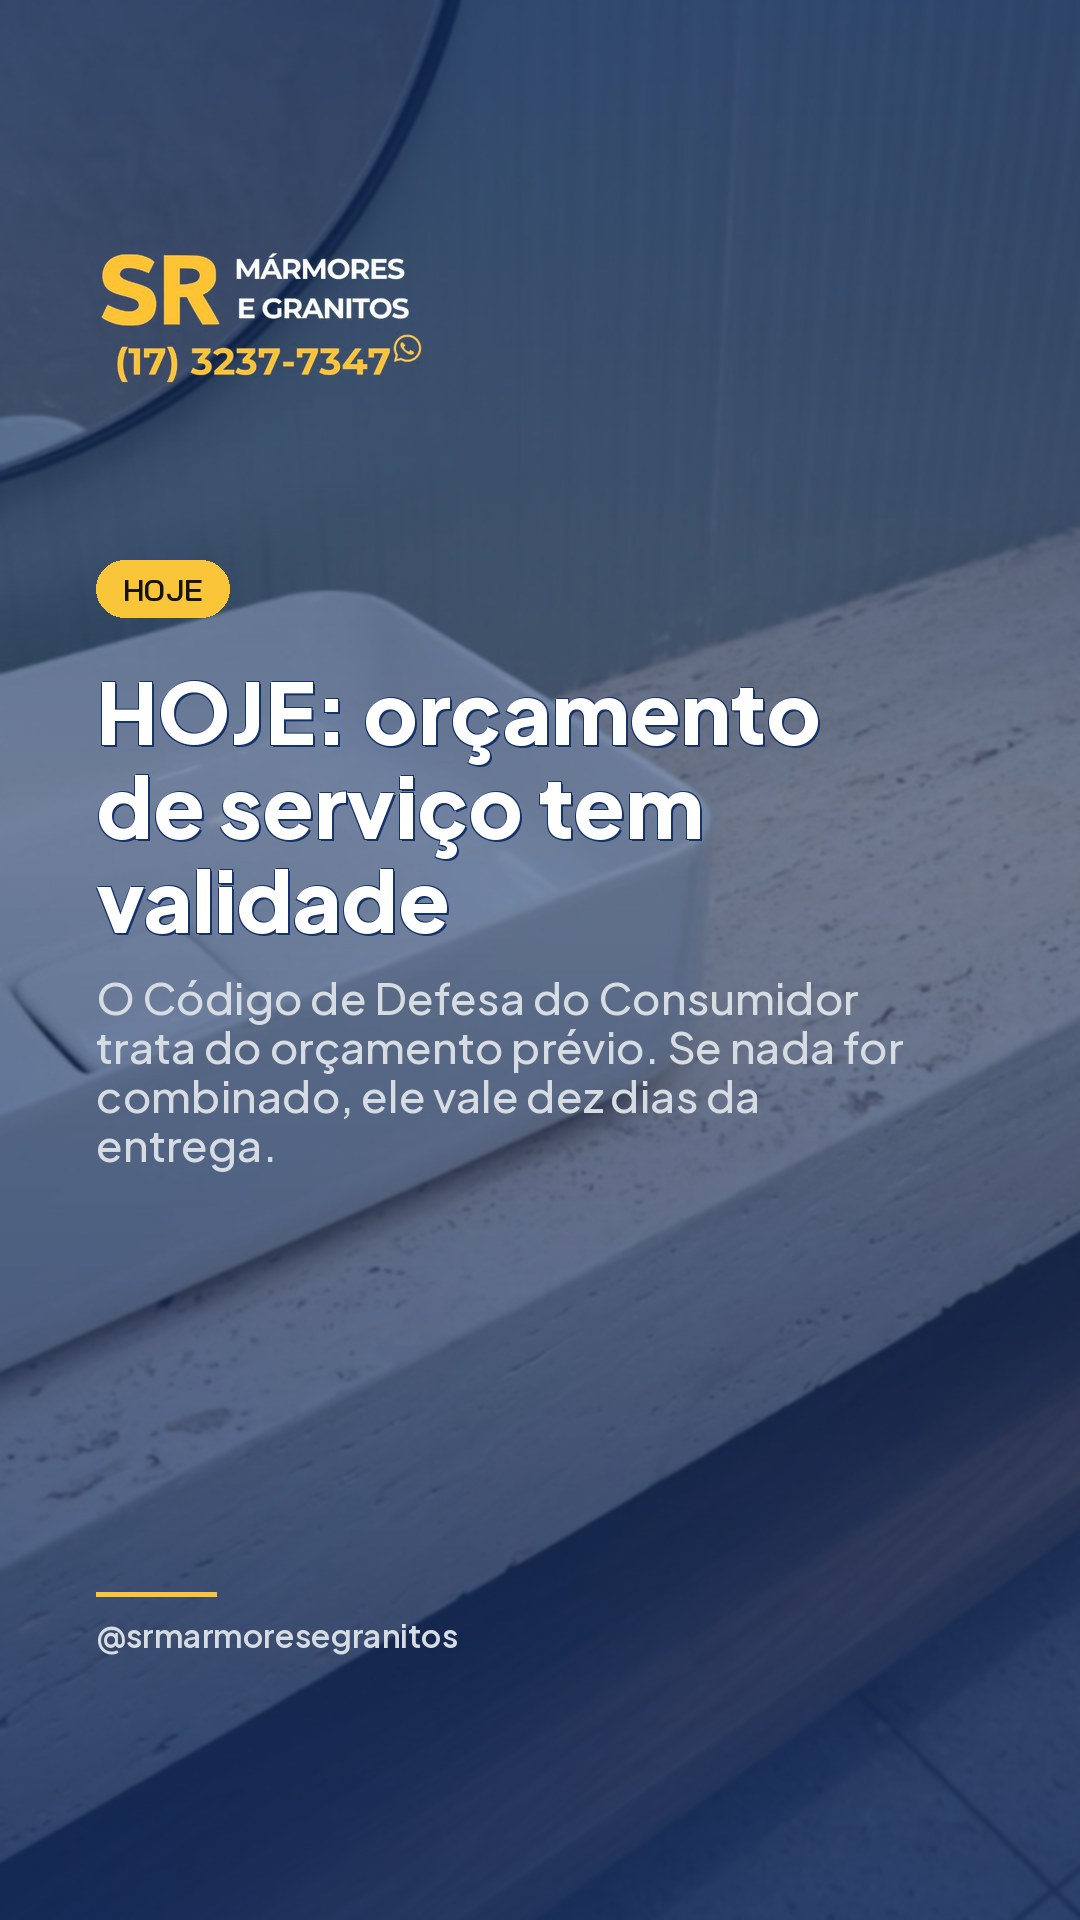 SR MÁRMORES
E GRANITOS
(17) 3237-7347
HOJE
HOJE: orçamento
de serviço tem
validade
O Código de Defesa do Consumidor
trata do orçamento prévio. Se nada for
combinado, ele vale dez dias da
entrega.
@srmarmoresegranitos